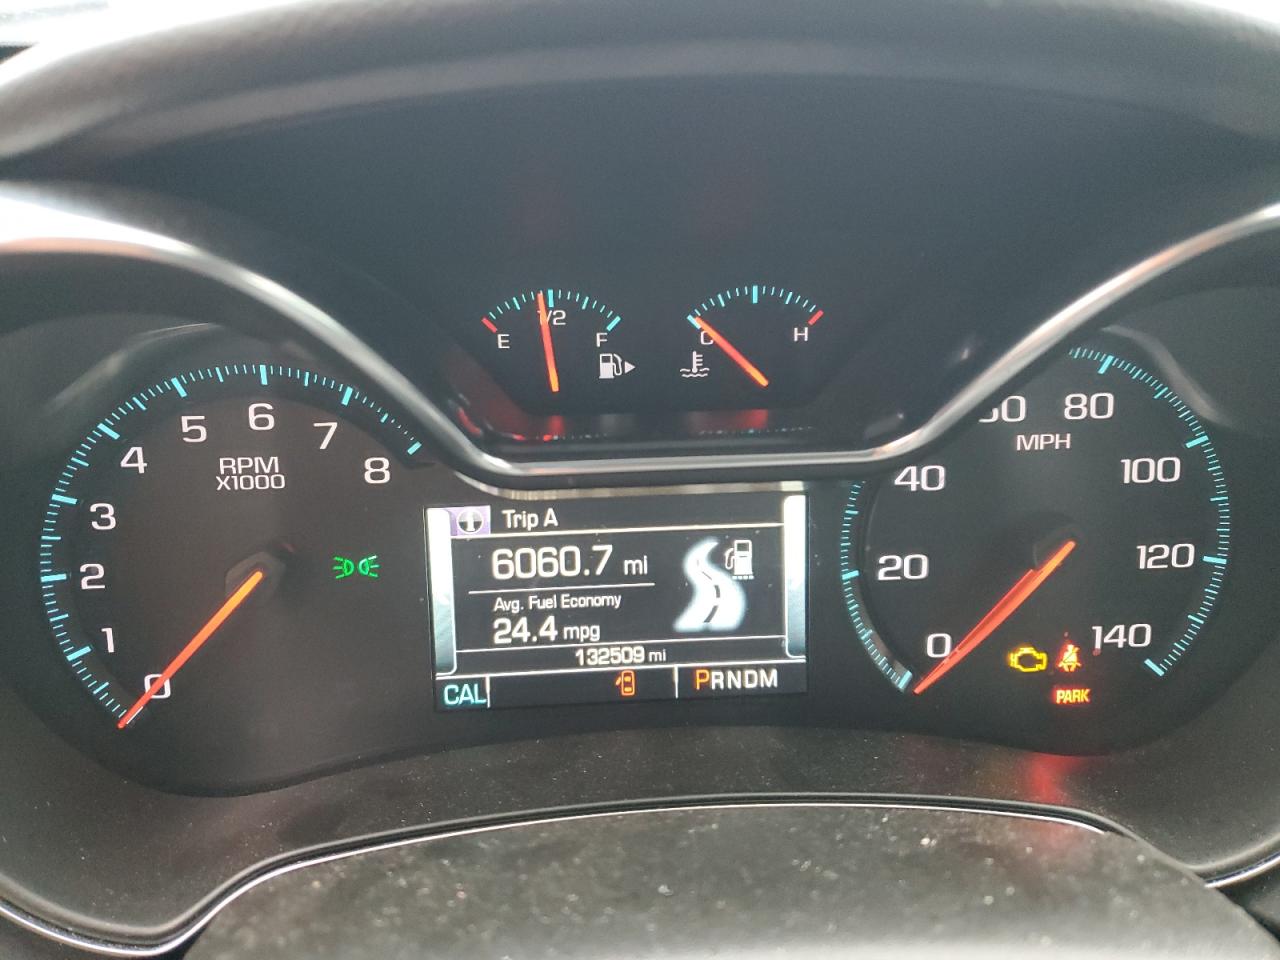 E 1/2 F
C H
0 1 2 3 4 5 6 7 8
RPM
X1000
Trip A
6060.7 mi
Avg. Fuel Economy
24.4 mpg
132509 mi
CAL
PRNDM
0 20 40 60 80 100 120 140
MPH
PARK